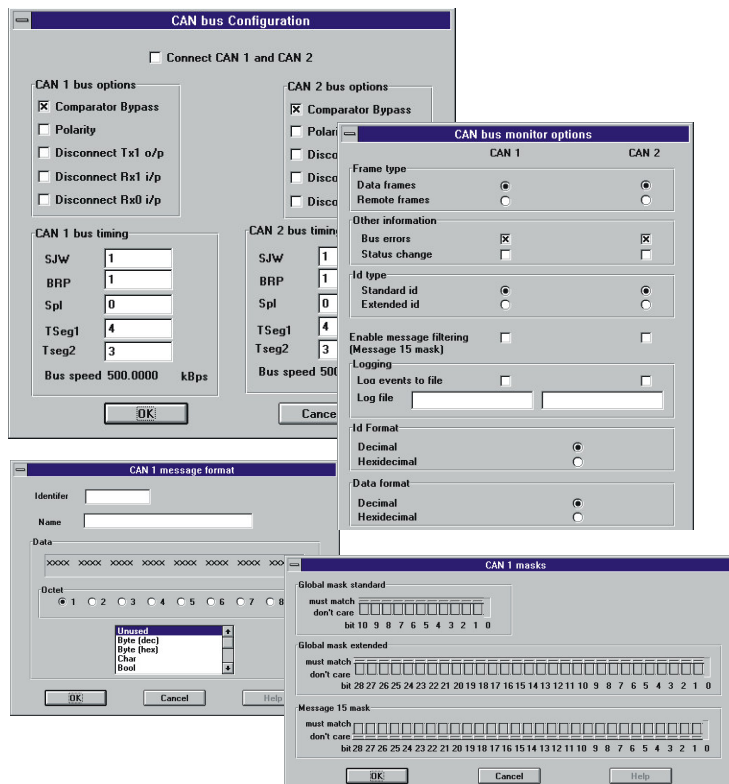 CAN bus Configuration
Connect CAN 1 and CAN 2
CAN 1 bus options
Comparator Bypass
Polarity
Disconnect Tx1 o/p
Disconnect Rx1 i/p
Disconnect Rx0 i/p
CAN 2 bus options
Comparator Bypass
CAN 1 bus timing
SJW 1
BRP 1
Spl 0
TSeg1 4
Tseg2 3
Bus speed 500.0000 kBps
CAN 2 bus
SJW 1
BRP 1
Spl 0
TSeg1 4
Tseg2 3
Bus speed
OK
CAN bus monitor options
CAN 1 CAN 2
Frame type
Data frames
Remote frames
Other information
Bus errors
Status change
Id type
Standard id
Extended id
Enable message filtering
(Message 15 mask)
Logging
Log events to file
Log file
Id Format
Decimal
Hexidecimal
Data format
Decimal
Hexidecimal
CAN 1 message format
Identifer
Name
Data
xxxx xxxx xxxx xxxx xxxx xxxx xxxx
Octet
1 2 3 4 5 6 7 8
Unused
Byte (dec)
Byte (hex)
Char
Bool
OK Cancel Help
CAN 1 masks
Global mask standard
must match
don't care
bit 10 9 8 7 6 5 4 3 2 1 0
Global mask extended
must match
don't care
bit 28 27 26 25 24 23 22 21 20 19 18 17 16 15 14 13 12 11 10 9 8 7 6 5 4 3 2 1 0
Message 15 mask
must match
don't care
bit 28 27 26 25 24 23 22 21 20 19 18 17 16 15 14 13 12 11 10 9 8 7 6 5 4 3 2 1 0
OK Cancel Help